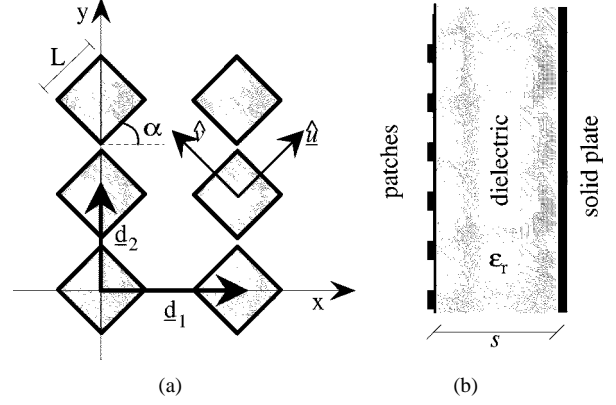 y
L
α
v̂
û
d₂
d₁
x
patches
dielectric
εᵣ
solid plate
s
(a)
(b)